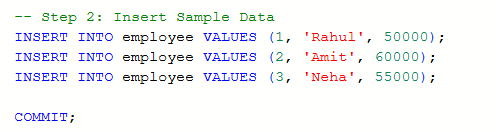 -- Step 2: Insert Sample Data
INSERT INTO employee VALUES (1, 'Rahul', 50000);
INSERT INTO employee VALUES (2, 'Amit', 60000);
INSERT INTO employee VALUES (3, 'Neha', 55000);
COMMIT;